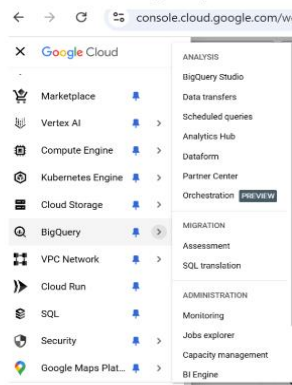 console.cloud.google.com/w
Google Cloud
Marketplace
Vertex AI
Compute Engine
Kubernetes Engine
Cloud Storage
BigQuery
VPC Network
Cloud Run
SQL
Security
Google Maps Plat...
ANALYSIS
BigQuery Studio
Data transfers
Scheduled queries
Analytics Hub
Dataform
Partner Center
Orchestration PREVIEW
MIGRATION
Assessment
SQL translation
ADMINISTRATION
Monitoring
Jobs explorer
Capacity management
BI Engine